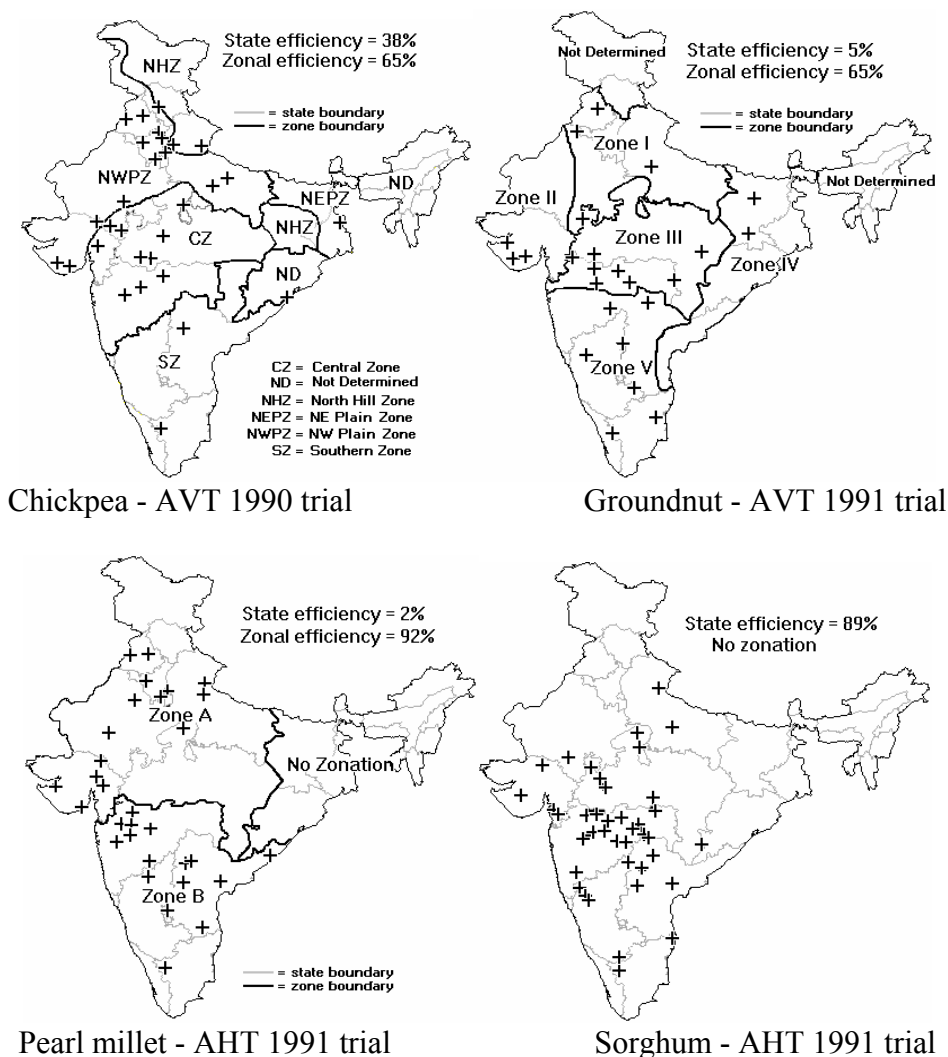 State efficiency = 38%
Zonal efficiency = 65%
NHZ
= state boundary
= zone boundary
NWPZ
NEPZ
ND
CZ
NHZ
ND
SZ
CZ = Central Zone
ND = Not Determined
NHZ = North Hill Zone
NEPZ = NE Plain Zone
NWPZ = NW Plain Zone
SZ = Southern Zone
Chickpea - AVT 1990 trial
Not Determined
State efficiency = 5%
Zonal efficiency = 65%
= state boundary
= zone boundary
Zone I
Not Determined
Zone II
Zone III
Zone IV
Zone V
Groundnut - AVT 1991 trial
State efficiency = 2%
Zonal efficiency = 92%
Zone A
No Zonation
Zone B
= state boundary
= zone boundary
Pearl millet - AHT 1991 trial
State efficiency = 89%
No zonation
Sorghum - AHT 1991 trial